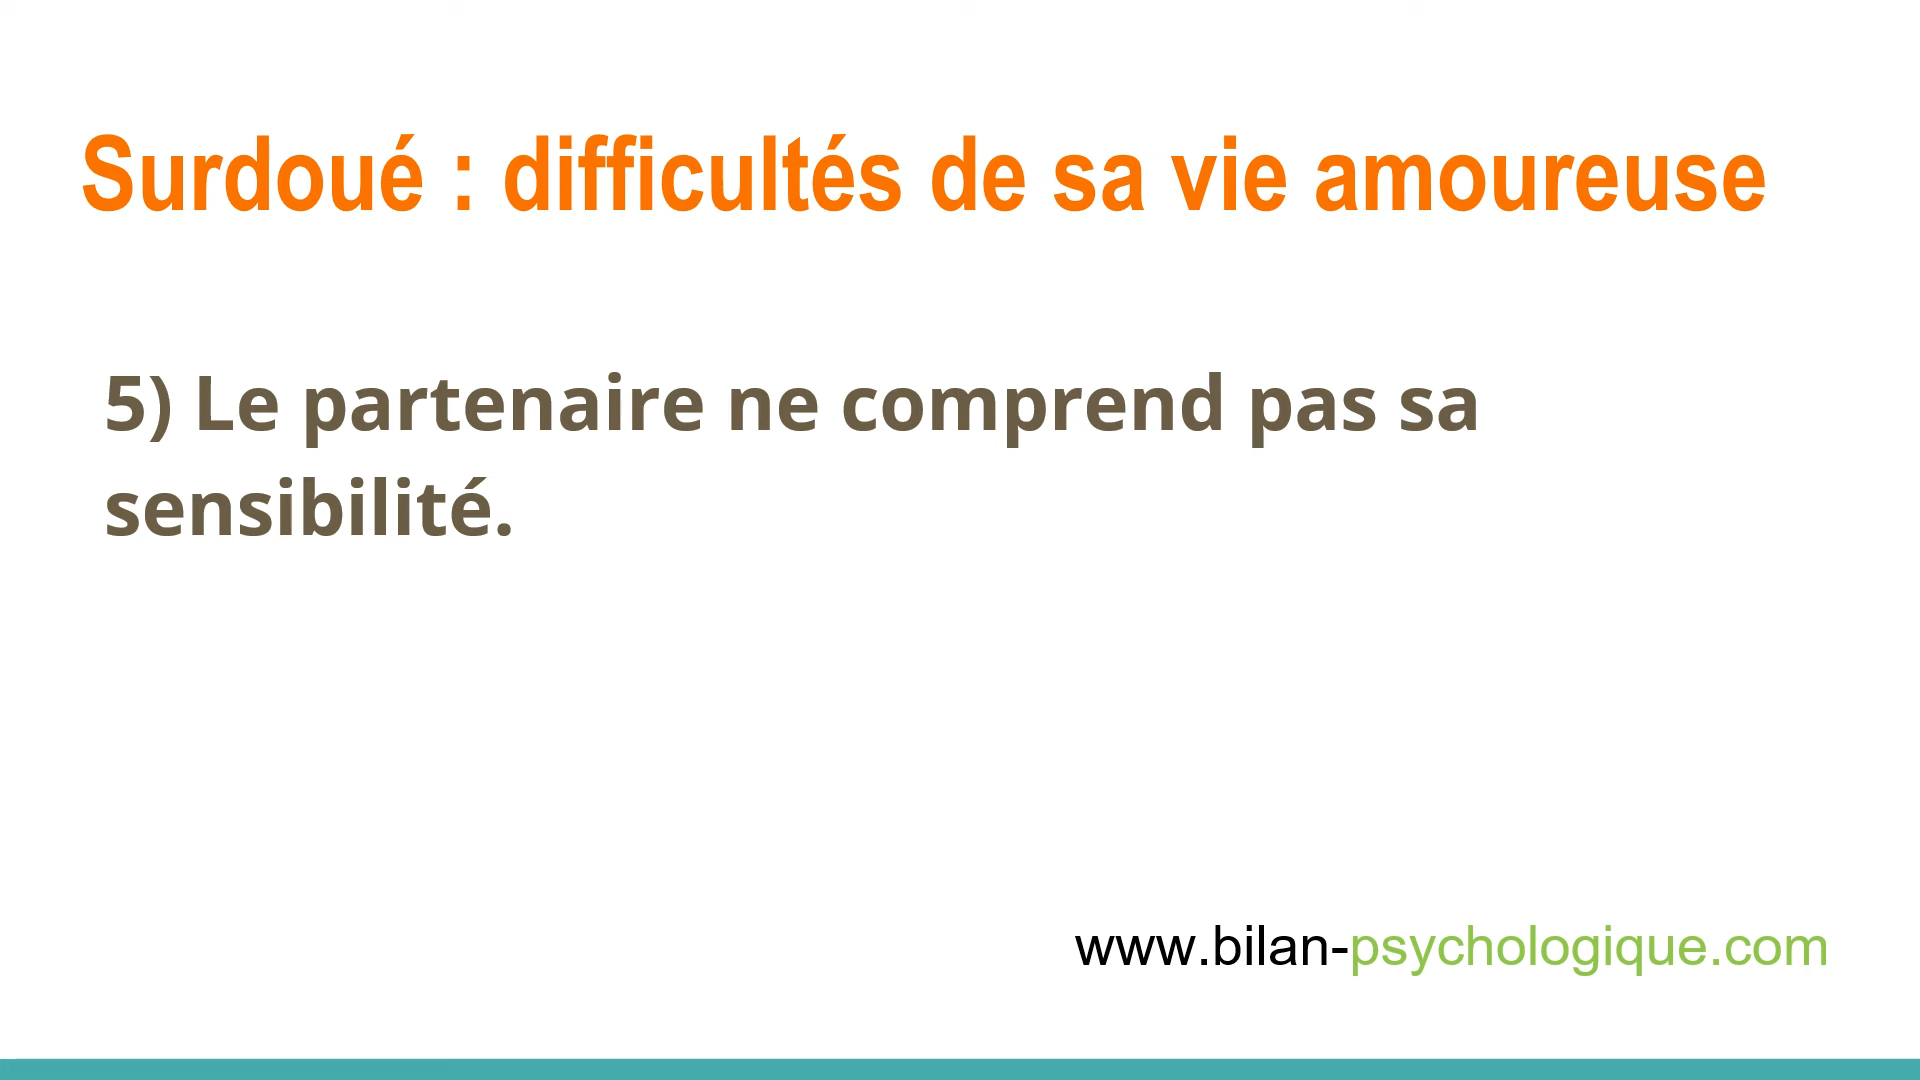 Surdoué : difficultés de sa vie amoureuse
5) Le partenaire ne comprend pas sa
sensibilité.
www.bilan-psychologique.com